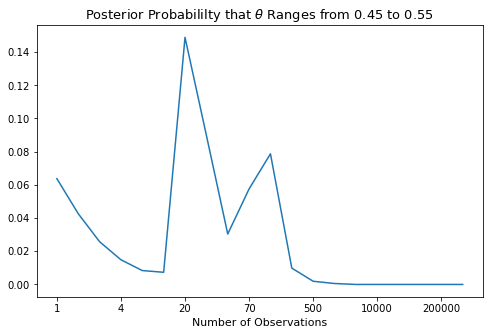 Posterior Probabililty that θ Ranges from 0.45 to 0.55
0.14
0.12
0.10
0.08
0.06
0.04
0.02
0.00
1 4 20 70 500 10000 200000
Number of Observations